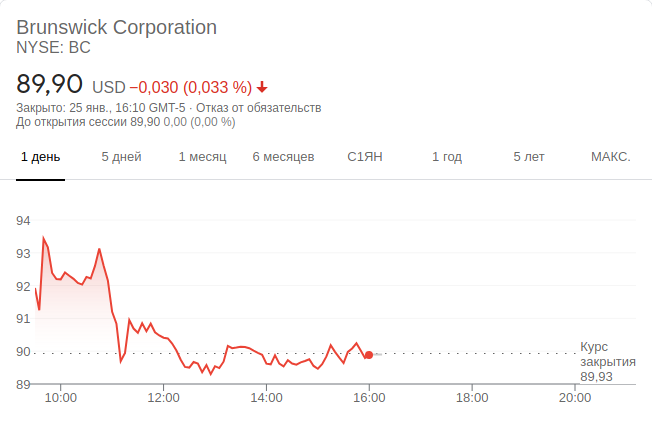 Brunswick Corporation
NYSE: BC
89,90 USD −0,030 (0,033 %)
Закрыто: 25 янв., 16:10 GMT-5 · Отказ от обязательств
До открытия сессии 89,90 0,00 (0,00 %)
1 день 5 дней 1 месяц 6 месяцев С1ЯН 1 год 5 лет МАКС.
94
93
92
91
90
89
Курс
закрытия
89,93
10:00 12:00 14:00 16:00 18:00 20:00